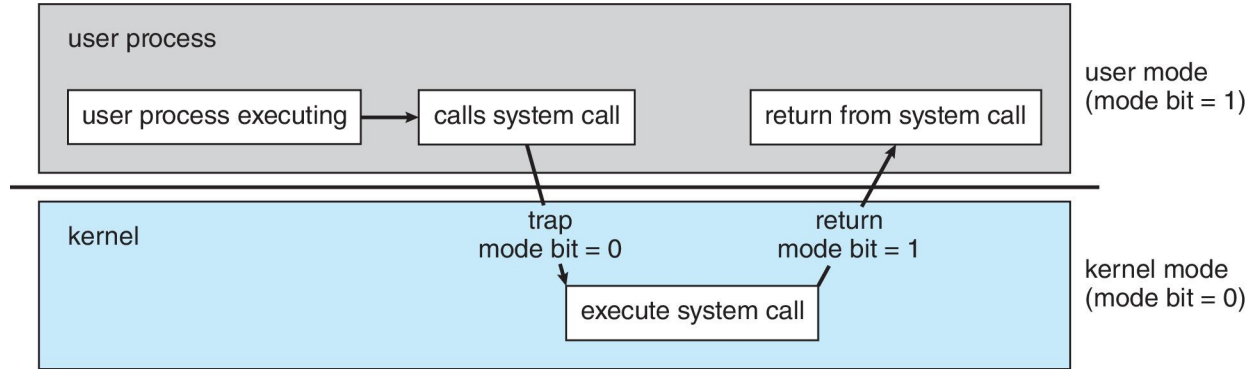 user process
user process executing
calls system call
return from system call
user mode
(mode bit = 1)
trap
mode bit = 0
return
mode bit = 1
kernel
execute system call
kernel mode
(mode bit = 0)